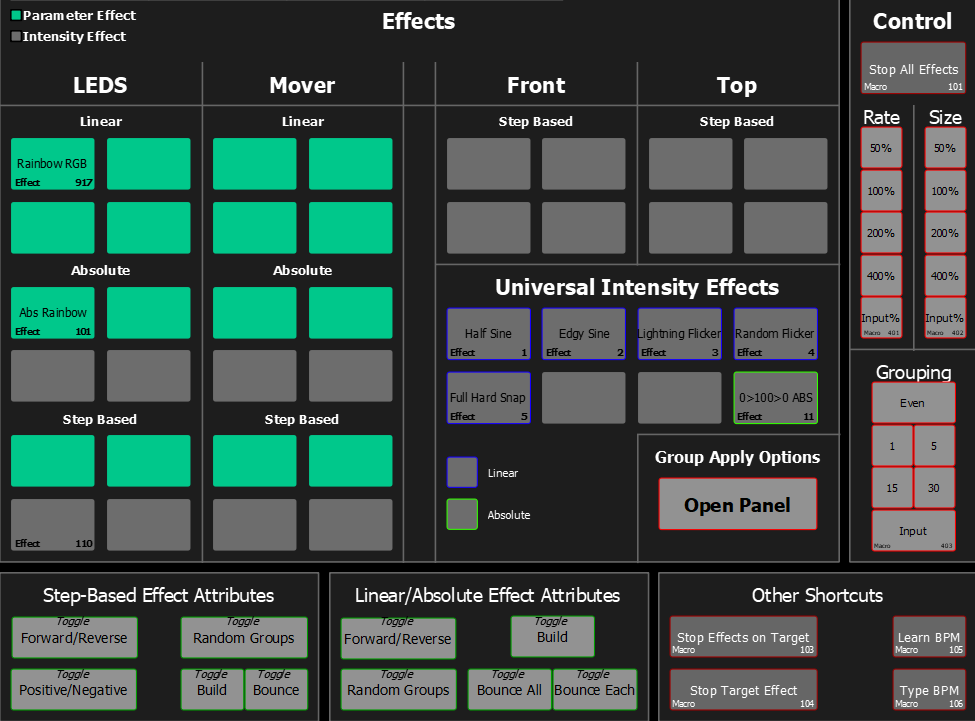 Parameter Effect
Intensity Effect
Effects
LEDS
Mover
Front
Top
Linear
Linear
Step Based
Step Based
Rainbow RGB
Effect 917
Absolute
Absolute
Abs Rainbow
Effect 101
Step Based
Step Based
Effect 110
Universal Intensity Effects
Half Sine
Effect 1
Edgy Sine
Effect 2
Lightning Flicker
Effect 3
Random Flicker
Effect 4
Full Hard Snap
Effect 5
0>100>0 ABS
Effect 11
Linear
Absolute
Group Apply Options
Open Panel
Control
Stop All Effects
Macro 101
Rate
Size
50%
50%
100%
100%
200%
200%
400%
400%
Input%
Macro 401
Input%
Macro 402
Grouping
Even
1
5
15
30
Input
Macro 403
Step-Based Effect Attributes
Toggle
Forward/Reverse
Toggle
Random Groups
Toggle
Positive/Negative
Toggle
Build
Toggle
Bounce
Linear/Absolute Effect Attributes
Toggle
Forward/Reverse
Toggle
Build
Toggle
Random Groups
Toggle
Bounce All
Toggle
Bounce Each
Other Shortcuts
Stop Effects on Target
Macro 103
Learn BPM
Macro 105
Stop Target Effect
Macro 104
Type BPM
Macro 106